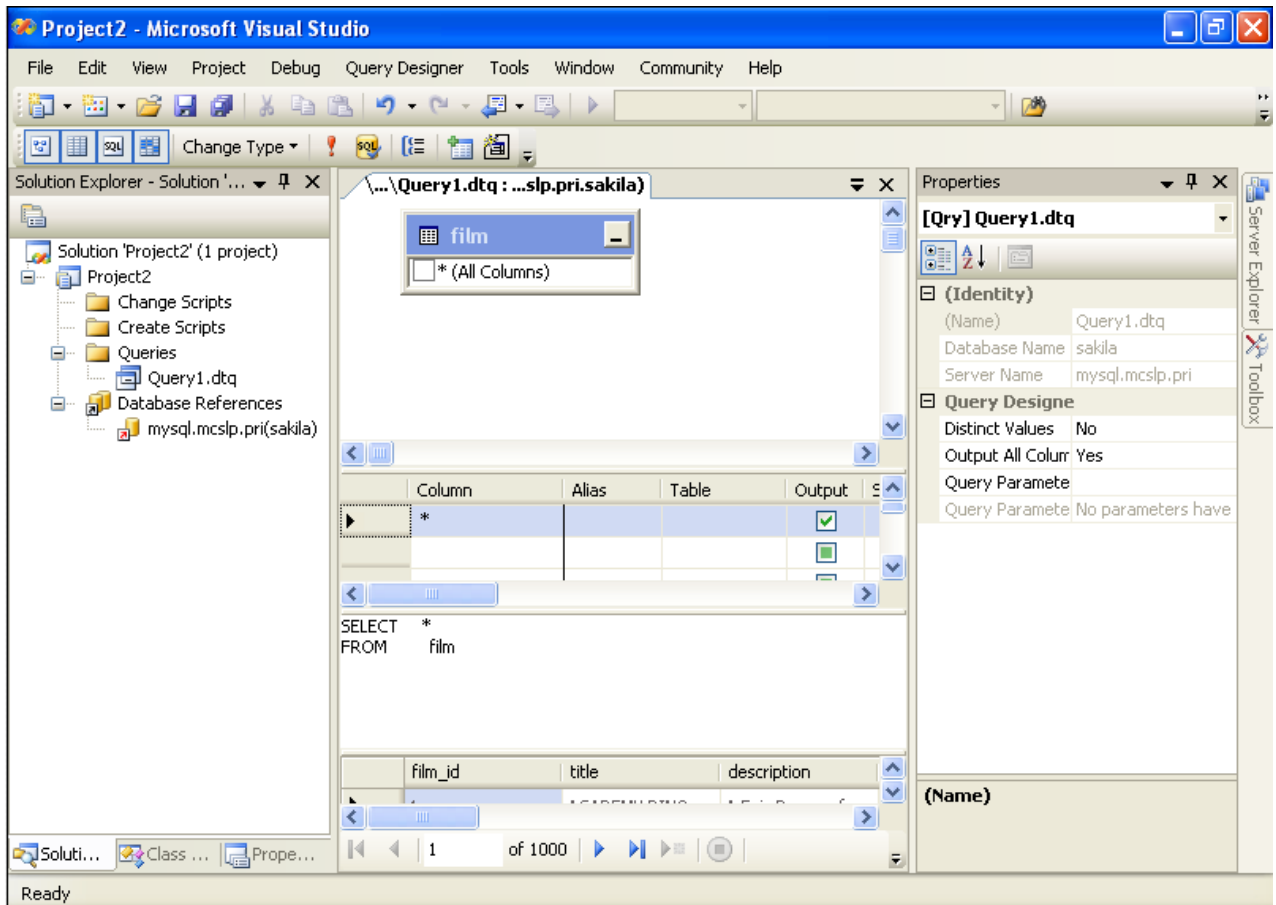 Project2 - Microsoft Visual Studio
File Edit View Project Debug Query Designer Tools Window Community Help
Change Type
Solution Explorer - Solution '...
Solution 'Project2' (1 project)
Project2
Change Scripts
Create Scripts
Queries
Query1.dtq
Database References
mysql.mcslp.pri(sakila)
Soluti... Class ... Prope...
\...\Query1.dtq : ...slp.pri.sakila)
film
* (All Columns)
Column Alias Table Output S
*
SELECT *
FROM film
film_id title description
1 of 1000
Properties
[Qry] Query1.dtq
(Identity)
(Name) Query1.dtq
Database Name sakila
Server Name mysql.mcslp.pri
Query Designe
Distinct Values No
Output All Colum Yes
Query Paramete
Query Paramete No parameters have
(Name)
Server Explorer
Toolbox
Ready